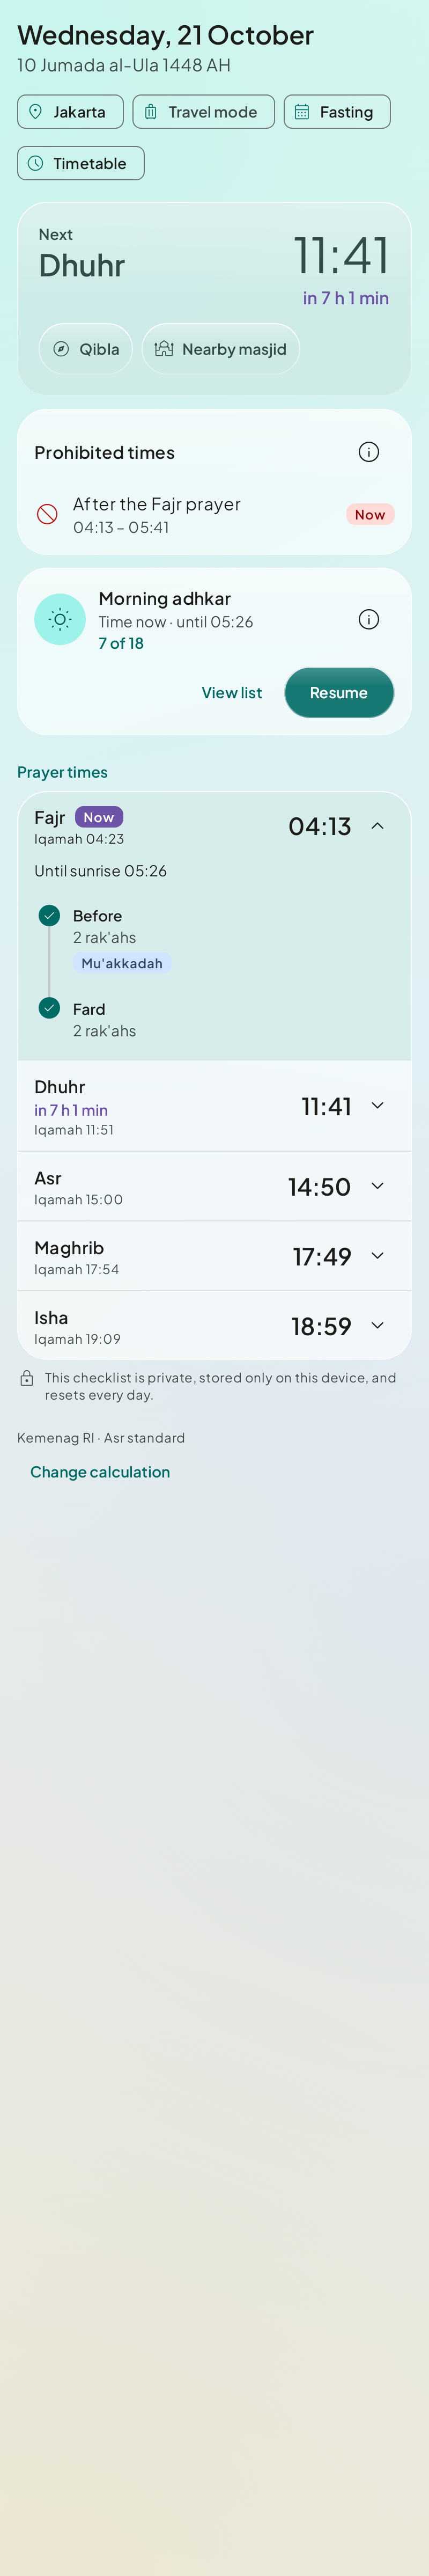 Wednesday, 21 October
10 Jumada al-Ula 1448 AH
Jakarta
Travel mode
Fasting
Timetable
Next
Dhuhr
11:41
in 7 h 1 min
Qibla
Nearby masjid
Prohibited times
After the Fajr prayer
04:13 – 05:41
Now
Morning adhkar
Time now · until 05:26
7 of 18
View list
Resume
Prayer times
Fajr
Now
Iqamah 04:23
04:13
Until sunrise 05:26
Before
2 rak'ahs
Mu'akkadah
Fard
2 rak'ahs
Dhuhr
in 7 h 1 min
Iqamah 11:51
11:41
Asr
Iqamah 15:00
14:50
Maghrib
Iqamah 17:54
17:49
Isha
Iqamah 19:09
18:59
This checklist is private, stored only on this device, and
resets every day.
Kemenag RI · Asr standard
Change calculation